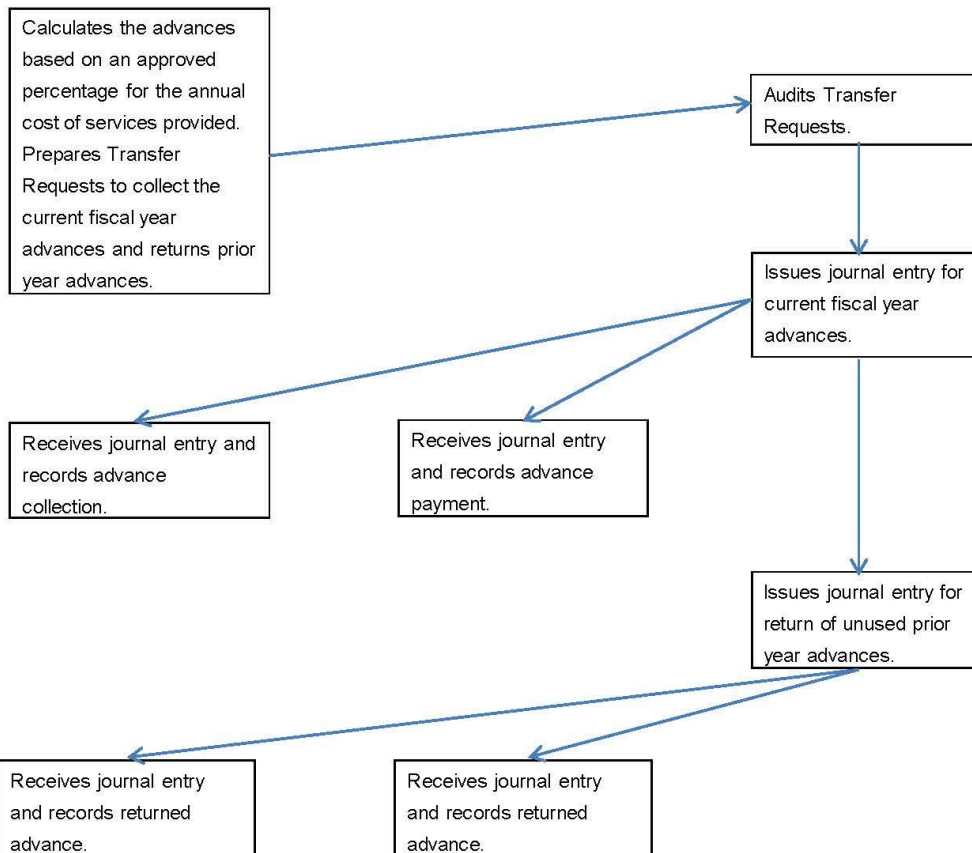 Calculates the advances
based on an approved
percentage for the annual
cost of services provided.
Prepares Transfer
Requests to collect the
current fiscal year
advances and returns prior
year advances.
Audits Transfer
Requests.
Issues journal entry for
current fiscal year
advances.
Receives journal entry and
records advance
collection.
Receives journal entry
and records advance
payment.
Issues journal entry for
return of unused prior
year advances.
Receives journal entry
and records returned
advance.
Receives journal entry
and records returned
advance.